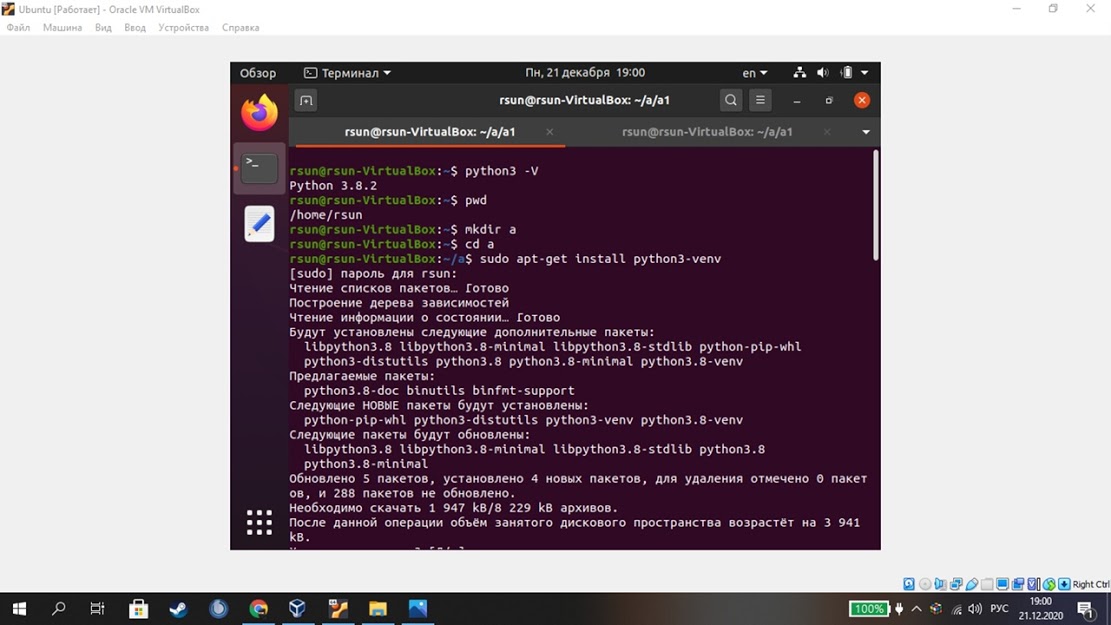 Ubuntu [Работает] - Oracle VM VirtualBox
Файл Машина Вид Ввод Устройства Справка
Обзор Терминал Пн, 21 декабря 19:00 en
rsun@rsun-VirtualBox: ~/a/a1
rsun@rsun-VirtualBox: ~/a/a1 rsun@rsun-VirtualBox: ~/a/a1
rsun@rsun-VirtualBox:~$ python3 -V
Python 3.8.2
rsun@rsun-VirtualBox:~$ pwd
/home/rsun
rsun@rsun-VirtualBox:~$ mkdir a
rsun@rsun-VirtualBox:~$ cd a
rsun@rsun-VirtualBox:~/a$ sudo apt-get install python3-venv
[sudo] пароль для rsun:
Чтение списков пакетов… Готово
Построение дерева зависимостей
Чтение информации о состоянии… Готово
Будут установлены следующие дополнительные пакеты:
libpython3.8 libpython3.8-minimal libpython3.8-stdlib python-pip-whl
python3-distutils python3.8 python3.8-minimal python3.8-venv
Предлагаемые пакеты:
python3.8-doc binutils binfmt-support
Следующие НОВЫЕ пакеты будут установлены:
python-pip-whl python3-distutils python3-venv python3.8-venv
Следующие пакеты будут обновлены:
libpython3.8 libpython3.8-minimal libpython3.8-stdlib python3.8
python3.8-minimal
Обновлено 5 пакетов, установлено 4 новых пакетов, для удаления отмечено 0 пакет
ов, и 288 пакетов не обновлено.
Необходимо скачать 1 947 kB/8 229 kB архивов.
После данной операции объём занятого дискового пространства возрастёт на 3 941
kB.
Right Ctrl
100% РУС 19:00
21.12.2020
1